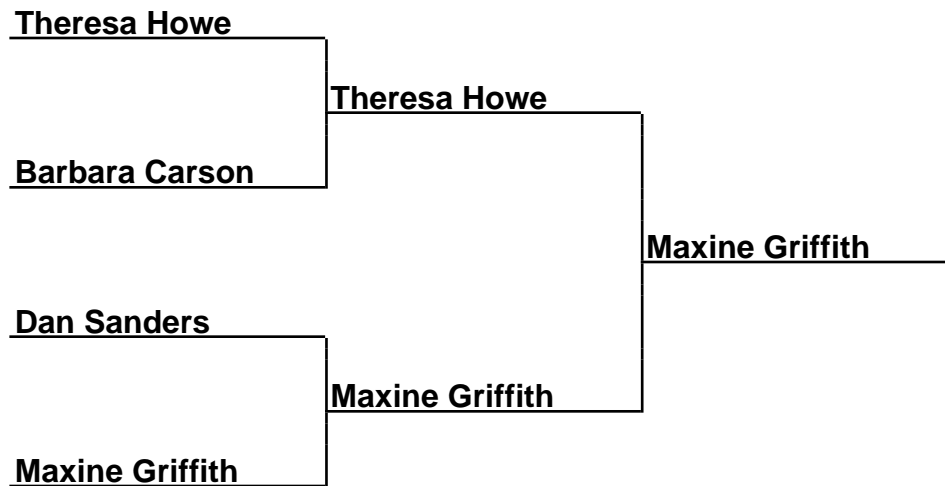 Theresa Howe
Theresa Howe
Barbara Carson
Maxine Griffith
Dan Sanders
Maxine Griffith
Maxine Griffith